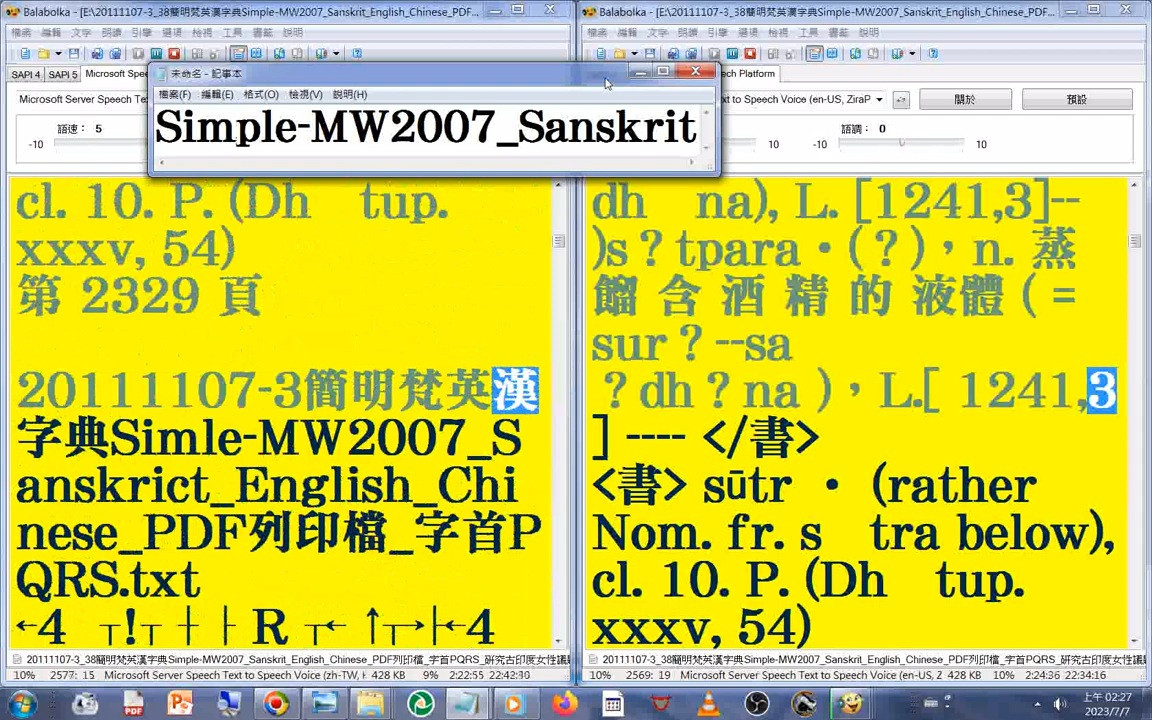 Balabolka - [E:\20111107-3_38簡明梵英漢字典Simple-MW2007_Sanskrit_English_Chinese_PDF...
檔案 編輯 文字 朗讀 引擎 選項 檢視 工具 書籤 說明
SAPI 4 SAPI 5 Microsoft Spee
Microsoft Server Speech Tex
語速： 5
-10
Balabolka - [E:\20111107-3_38簡明梵英漢字典Simple-MW2007_Sanskrit_English_Chinese_PDF...
檔案 編輯 文字 朗讀 引擎 選項 檢視 工具 書籤 說明
ech Platform
xt to Speech Voice (en-US, ZiraP
關於
預設
語調： 0
10
-10
10
未命名 - 記事本
檔案(F) 編輯(E) 格式(O) 檢視(V) 說明(H)
Simple-MW2007_Sanskrit
cl. 10. P. (Dh tup.
xxxv, 54)
第 2329 頁
20111107-3簡明梵英漢
字典Simle-MW2007_S
anskrict_English_Chi
nese_PDF列印檔_字首P
QRS.txt
←4 ┬!┬ ┼ ├ R ┬← ↑┬→├←4
dh na), L. [1241,3]--
)s？tpara‧(？)，n. 蒸
餾 含 酒 精 的 液體 ( =
sur？--sa
？dh？na )，L.[ 1241,3
] ---- </書>
<書> sūtr ‧ (rather
Nom. fr. s tra below),
cl. 10. P. (Dh tup.
xxxv, 54)
20111107-3_38簡明梵英漢字典Simple-MW2007_Sanskrit_English_Chinese_PDF列印檔_字首PQRS_研究古印度女性議
10% 2577: 15 Microsoft Server Speech Text to Speech Voice (zh-TW, H 428 KB 9% 2:22:55 22:42:30
20111107-3_38簡明梵英漢字典Simple-MW2007_Sanskrit_English_Chinese_PDF列印檔_字首PQRS_研究古印度女性議
10% 2569: 19 Microsoft Server Speech Text to Speech Voice (en-US, Z 428 KB 10% 2:24:36 22:34:16
上午 02:27
2023/7/7